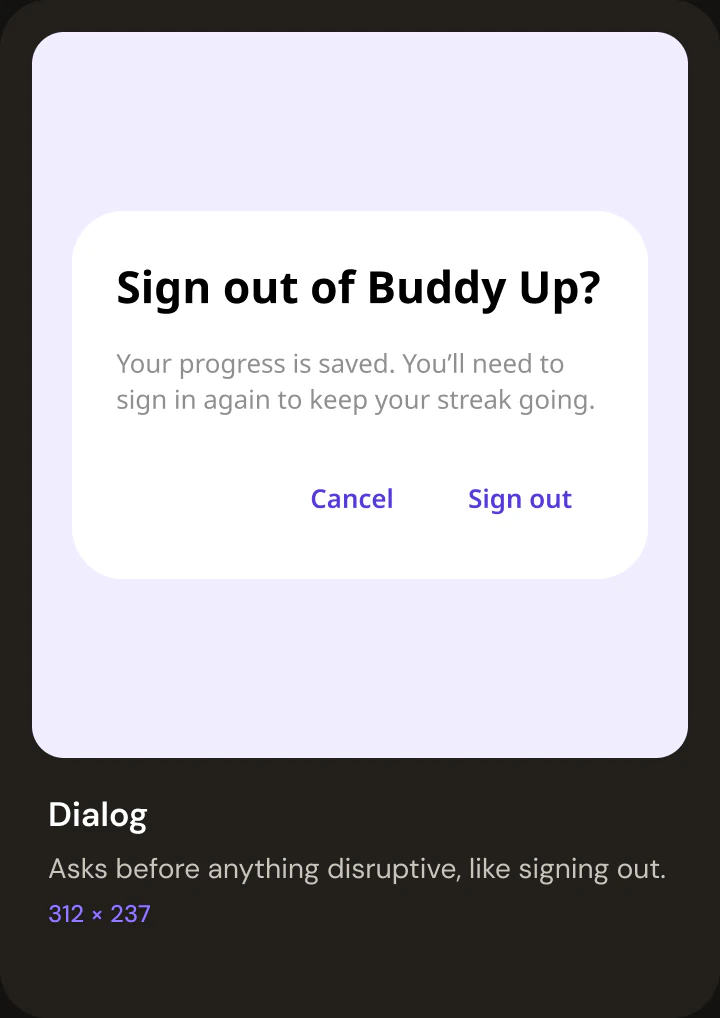 Sign out of Buddy Up?
Your progress is saved. You’ll need to
sign in again to keep your streak going.
Cancel
Sign out
Dialog
Asks before anything disruptive, like signing out.
312 × 237